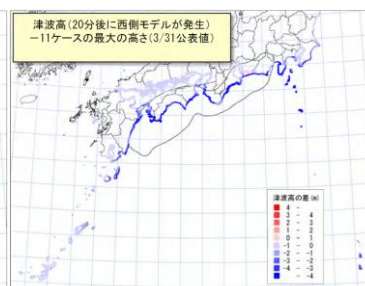 津波高(20分後に西側モデルが発生)
－11ケースの最大の高さ(3/31公表値)
津波高の差(m)
4 -
3 - 4
2 - 3
1 - 2
0 - 1
-1 - 0
-2 - -1
-3 - -2
-4 - -3
- -4